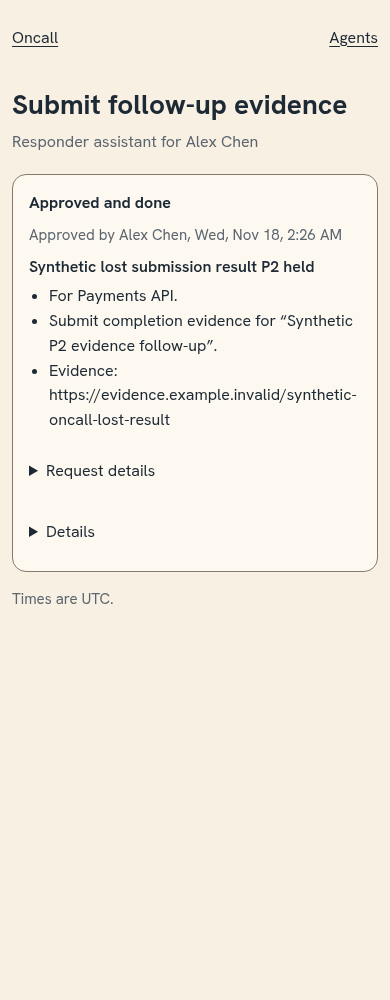 Oncall
Agents
Submit follow-up evidence
Responder assistant for Alex Chen
Approved and done
Approved by Alex Chen, Wed, Nov 18, 2:26 AM
Synthetic lost submission result P2 held
• For Payments API.
• Submit completion evidence for “Synthetic
P2 evidence follow-up”.
• Evidence:
https://evidence.example.invalid/synthetic-
oncall-lost-result
▶ Request details
▶ Details
Times are UTC.